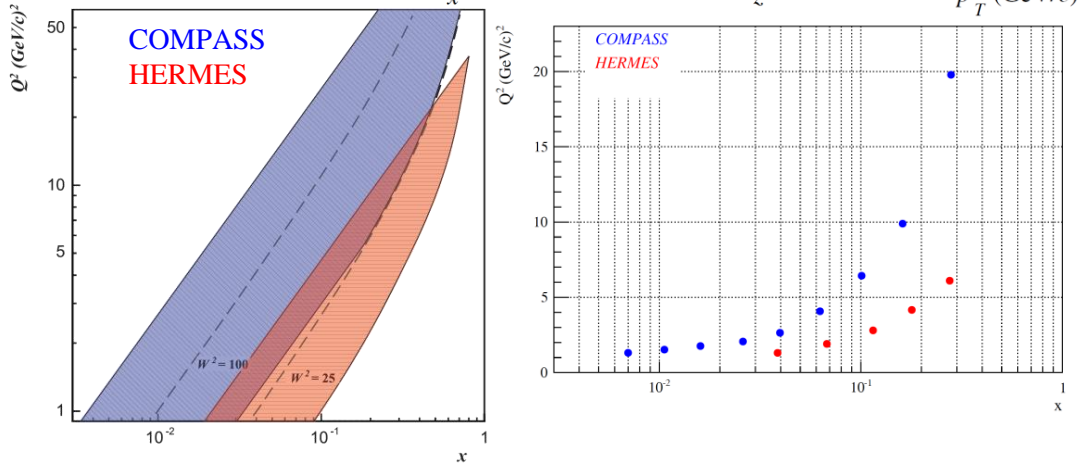 Q² (GeV/c)²
50
10
5
1
COMPASS
HERMES
W² = 100
W² = 25
10⁻²
10⁻¹
1
x
p_T
Q² (GeV/c)²
20
15
10
5
0
COMPASS
HERMES
10⁻²
10⁻¹
1
x